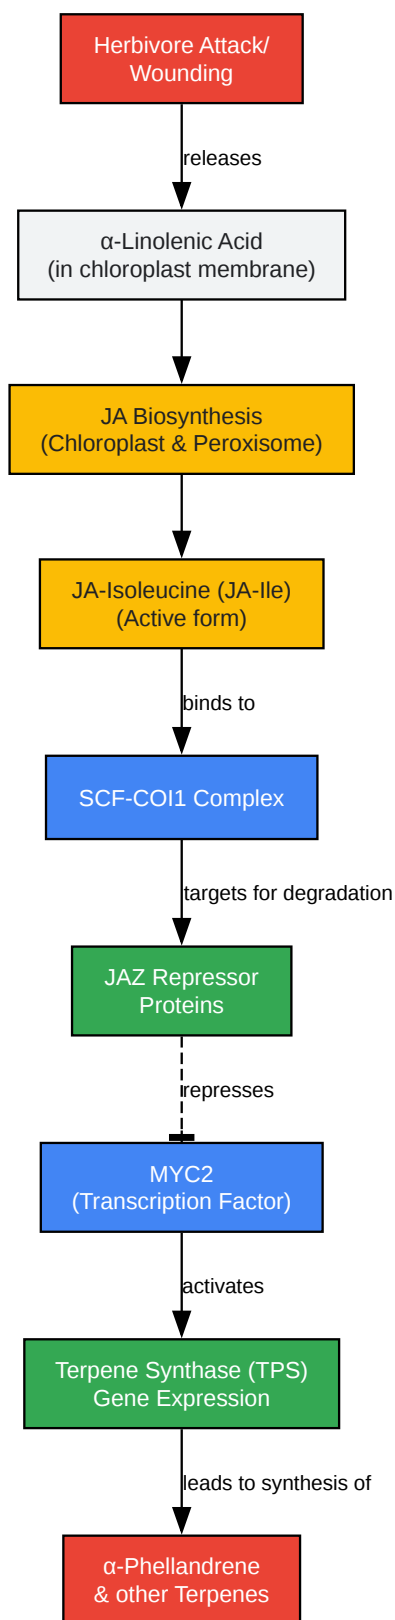 Herbivore Attack/
Wounding
releases
α-Linolenic Acid
(in chloroplast membrane)
JA Biosynthesis
(Chloroplast & Peroxisome)
JA-Isoleucine (JA-Ile)
(Active form)
binds to
SCF-COI1 Complex
targets for degradation
JAZ Repressor
Proteins
represses
MYC2
(Transcription Factor)
activates
Terpene Synthase (TPS)
Gene Expression
leads to synthesis of
α-Phellandrene
& other Terpenes